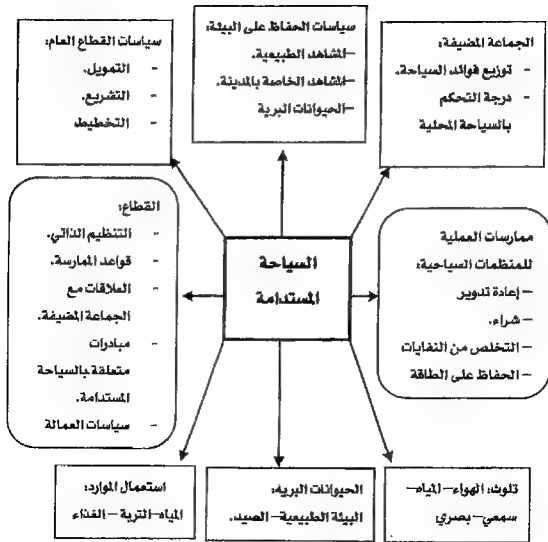 الجماعة المضيفة:
- توزيع فوائد السياحة.
- درجة التحكم
بالسياحة المحلية
سياسات الحفاظ على البيئة:
–المشاهد الطبيعية.
–المشاهد الخاصة بالمدينة.
–الحيوانات البرية
سياسات القطاع العام:
- التمويل.
- التشريع.
- التخطيط
ممارسات العملية
للمنظمات السياحية:
–إعادة تدوير
–شراء.
–التخلص من النفايات
–الحفاظ على الطاقة
السياحة
المستدامة
القطاع:
- التنظيم الذاتي.
- قواعد الممارسة.
- العلاقات مع
الجماعة المضيفة.
- مبادرات
متعلقة بالسياحة
المستدامة.
- سياسات العمالة
تلوث: الهواء–المياه–
سمعي–بصري
الحيوانات البرية:
البيئة الطبيعية–الصيد.
استعمال الموارد:
المياه–التربة–الغذاء